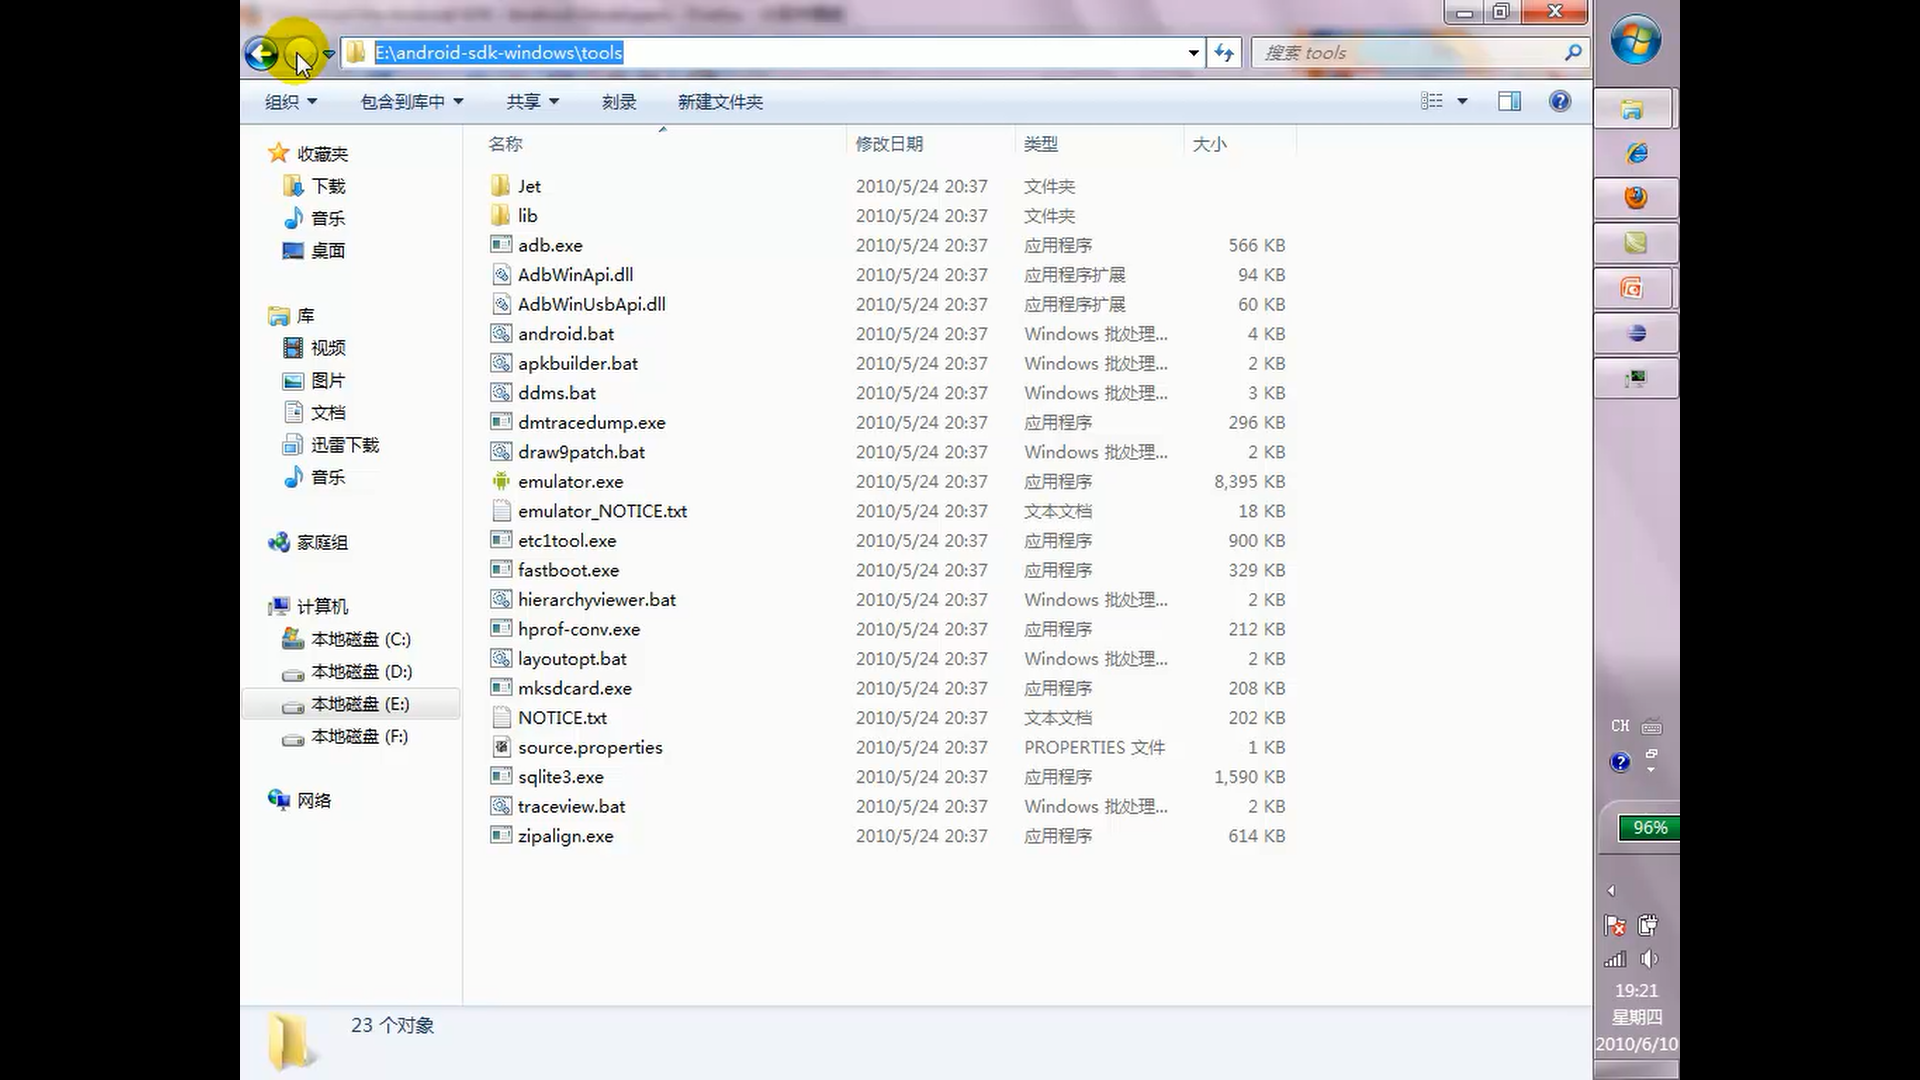 E:\android-sdk-windows\tools
搜索 tools
组织 包含到库中 共享 刻录 新建文件夹
名称 修改日期 类型 大小
收藏夹
下载
音乐
桌面
库
视频
图片
文档
迅雷下载
音乐
家庭组
计算机
本地磁盘 (C:)
本地磁盘 (D:)
本地磁盘 (E:)
本地磁盘 (F:)
网络
Jet 2010/5/24 20:37 文件夹
lib 2010/5/24 20:37 文件夹
adb.exe 2010/5/24 20:37 应用程序 566 KB
AdbWinApi.dll 2010/5/24 20:37 应用程序扩展 94 KB
AdbWinUsbApi.dll 2010/5/24 20:37 应用程序扩展 60 KB
android.bat 2010/5/24 20:37 Windows 批处理... 4 KB
apkbuilder.bat 2010/5/24 20:37 Windows 批处理... 2 KB
ddms.bat 2010/5/24 20:37 Windows 批处理... 3 KB
dmtracedump.exe 2010/5/24 20:37 应用程序 296 KB
draw9patch.bat 2010/5/24 20:37 Windows 批处理... 2 KB
emulator.exe 2010/5/24 20:37 应用程序 8,395 KB
emulator_NOTICE.txt 2010/5/24 20:37 文本文档 18 KB
etc1tool.exe 2010/5/24 20:37 应用程序 900 KB
fastboot.exe 2010/5/24 20:37 应用程序 329 KB
hierarchyviewer.bat 2010/5/24 20:37 Windows 批处理... 2 KB
hprof-conv.exe 2010/5/24 20:37 应用程序 212 KB
layoutopt.bat 2010/5/24 20:37 Windows 批处理... 2 KB
mksdcard.exe 2010/5/24 20:37 应用程序 208 KB
NOTICE.txt 2010/5/24 20:37 文本文档 202 KB
source.properties 2010/5/24 20:37 PROPERTIES 文件 1 KB
sqlite3.exe 2010/5/24 20:37 应用程序 1,590 KB
traceview.bat 2010/5/24 20:37 Windows 批处理... 2 KB
zipalign.exe 2010/5/24 20:37 应用程序 614 KB
23 个对象
CH
96%
19:21
星期四
2010/6/10